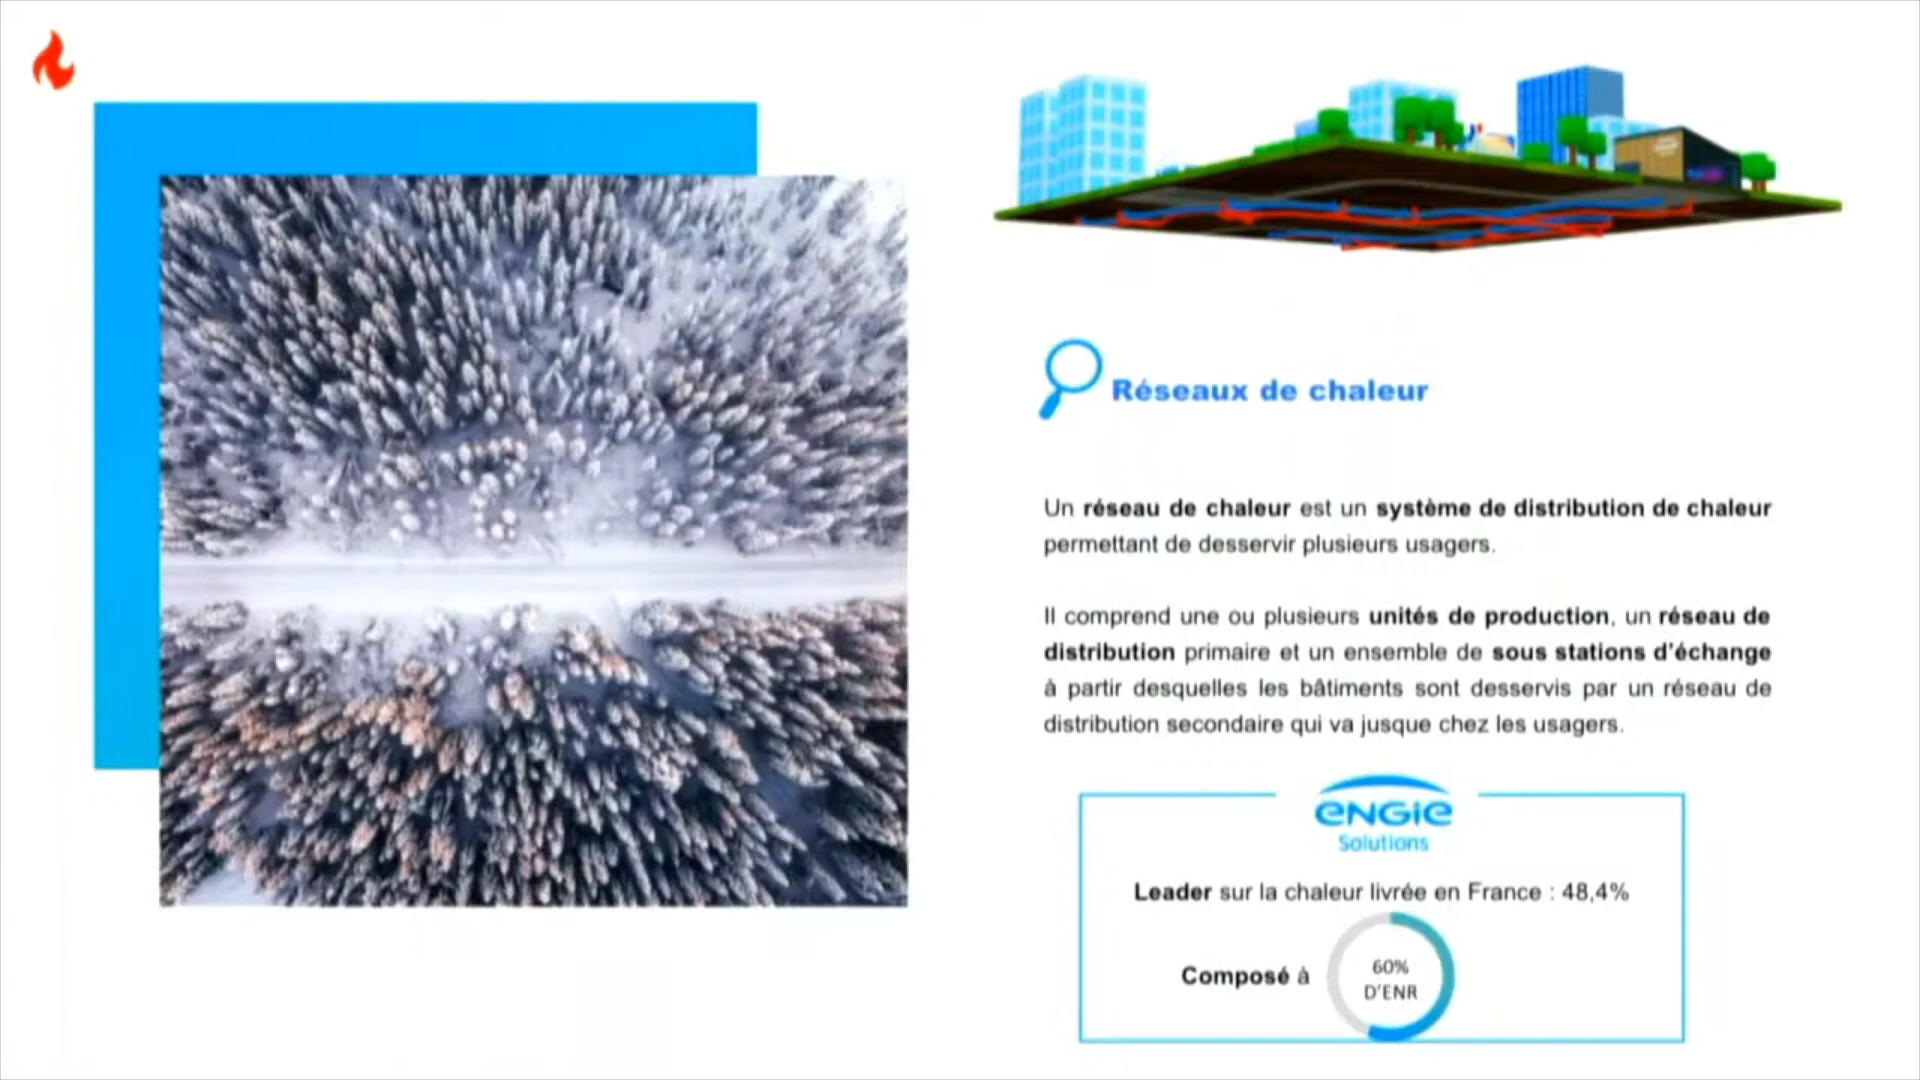 Réseaux de chaleur
Un réseau de chaleur est un système de distribution de chaleur
permettant de desservir plusieurs usagers.
Il comprend une ou plusieurs unités de production, un réseau de
distribution primaire et un ensemble de sous stations d'échange
à partir desquelles les bâtiments sont desservis par un réseau de
distribution secondaire qui va jusque chez les usagers.
ENGIE
Solutions
Leader sur la chaleur livrée en France : 48,4%
Composé à
60%
D'ENR